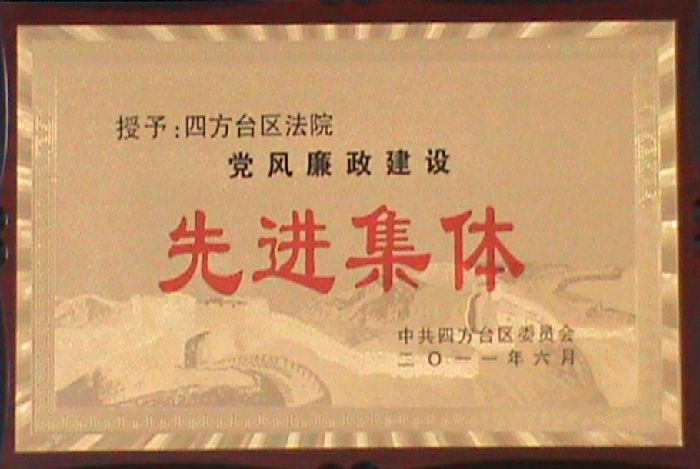 授予:四方台区法院
党风廉政建设
先进集体
中共四方台区委员会
二〇一一年六月